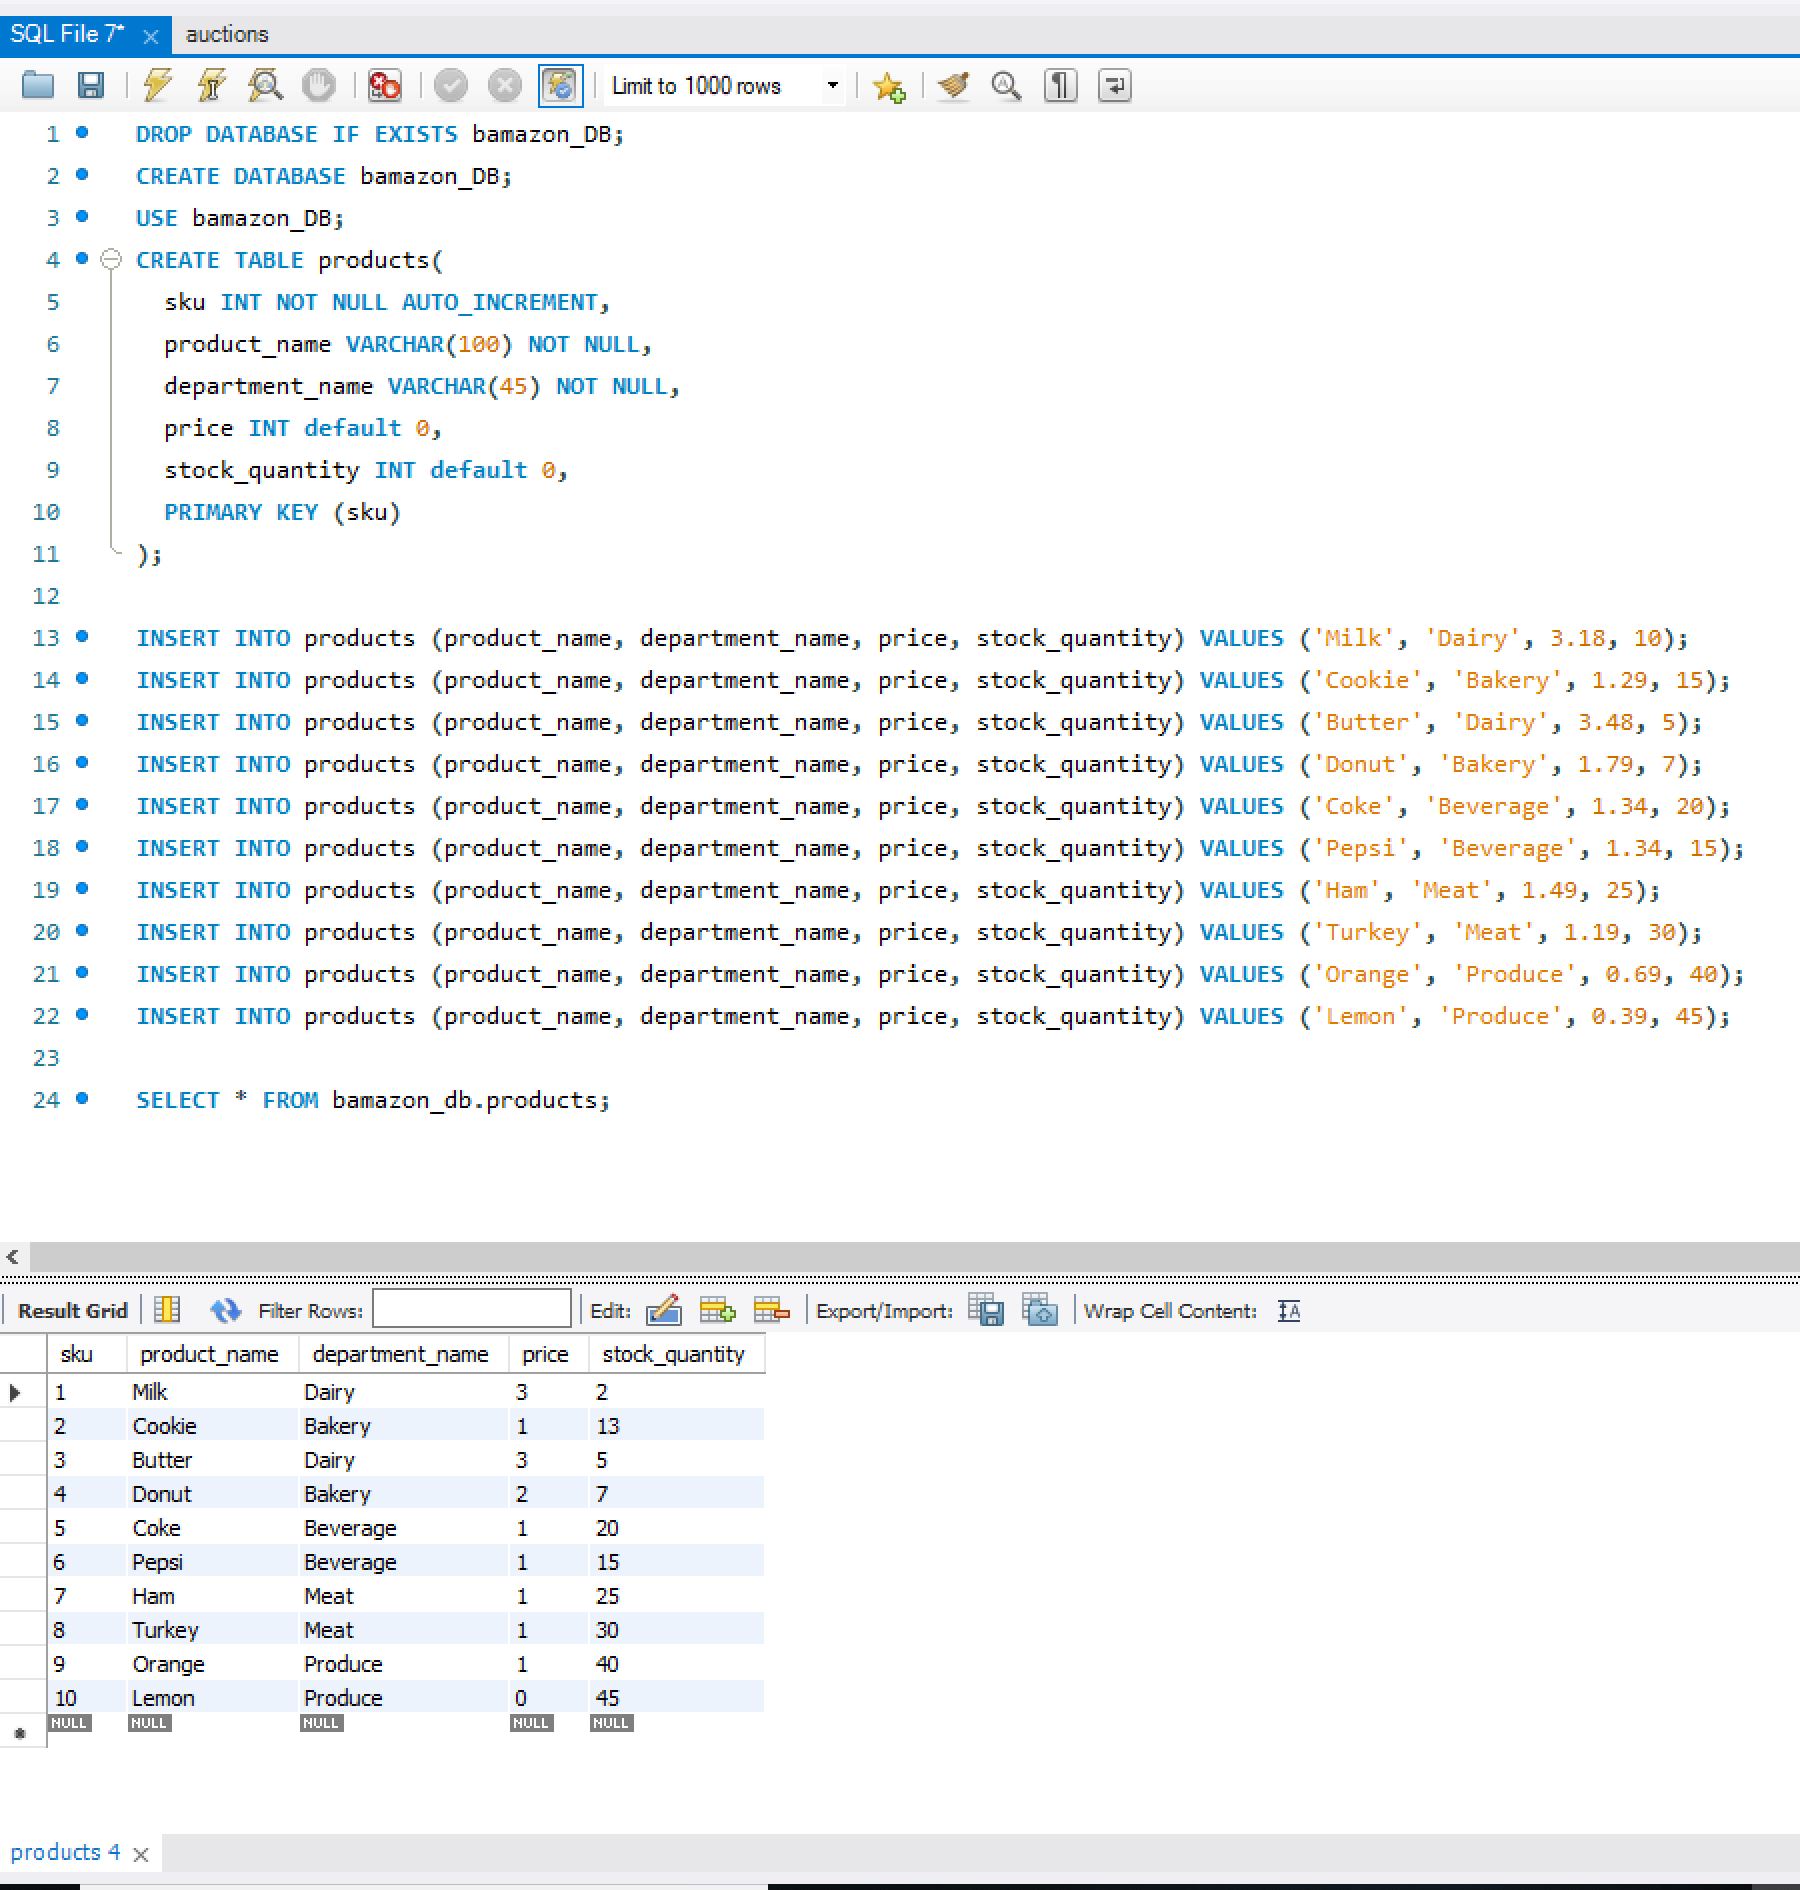 SQL File 7* auctions
Limit to 1000 rows
1 DROP DATABASE IF EXISTS bamazon_DB;
2 CREATE DATABASE bamazon_DB;
3 USE bamazon_DB;
4 CREATE TABLE products(
5 sku INT NOT NULL AUTO_INCREMENT,
6 product_name VARCHAR(100) NOT NULL,
7 department_name VARCHAR(45) NOT NULL,
8 price INT default 0,
9 stock_quantity INT default 0,
10 PRIMARY KEY (sku)
11 );
12
13 INSERT INTO products (product_name, department_name, price, stock_quantity) VALUES ('Milk', 'Dairy', 3.18, 10);
14 INSERT INTO products (product_name, department_name, price, stock_quantity) VALUES ('Cookie', 'Bakery', 1.29, 15);
15 INSERT INTO products (product_name, department_name, price, stock_quantity) VALUES ('Butter', 'Dairy', 3.48, 5);
16 INSERT INTO products (product_name, department_name, price, stock_quantity) VALUES ('Donut', 'Bakery', 1.79, 7);
17 INSERT INTO products (product_name, department_name, price, stock_quantity) VALUES ('Coke', 'Beverage', 1.34, 20);
18 INSERT INTO products (product_name, department_name, price, stock_quantity) VALUES ('Pepsi', 'Beverage', 1.34, 15);
19 INSERT INTO products (product_name, department_name, price, stock_quantity) VALUES ('Ham', 'Meat', 1.49, 25);
20 INSERT INTO products (product_name, department_name, price, stock_quantity) VALUES ('Turkey', 'Meat', 1.19, 30);
21 INSERT INTO products (product_name, department_name, price, stock_quantity) VALUES ('Orange', 'Produce', 0.69, 40);
22 INSERT INTO products (product_name, department_name, price, stock_quantity) VALUES ('Lemon', 'Produce', 0.39, 45);
23
24 SELECT * FROM bamazon_db.products;
Result Grid Filter Rows: Edit: Export/Import: Wrap Cell Content:
sku product_name department_name price stock_quantity
1 Milk Dairy 3 2
2 Cookie Bakery 1 13
3 Butter Dairy 3 5
4 Donut Bakery 2 7
5 Coke Beverage 1 20
6 Pepsi Beverage 1 15
7 Ham Meat 1 25
8 Turkey Meat 1 30
9 Orange Produce 1 40
10 Lemon Produce 0 45
NULL NULL NULL NULL NULL
products 4